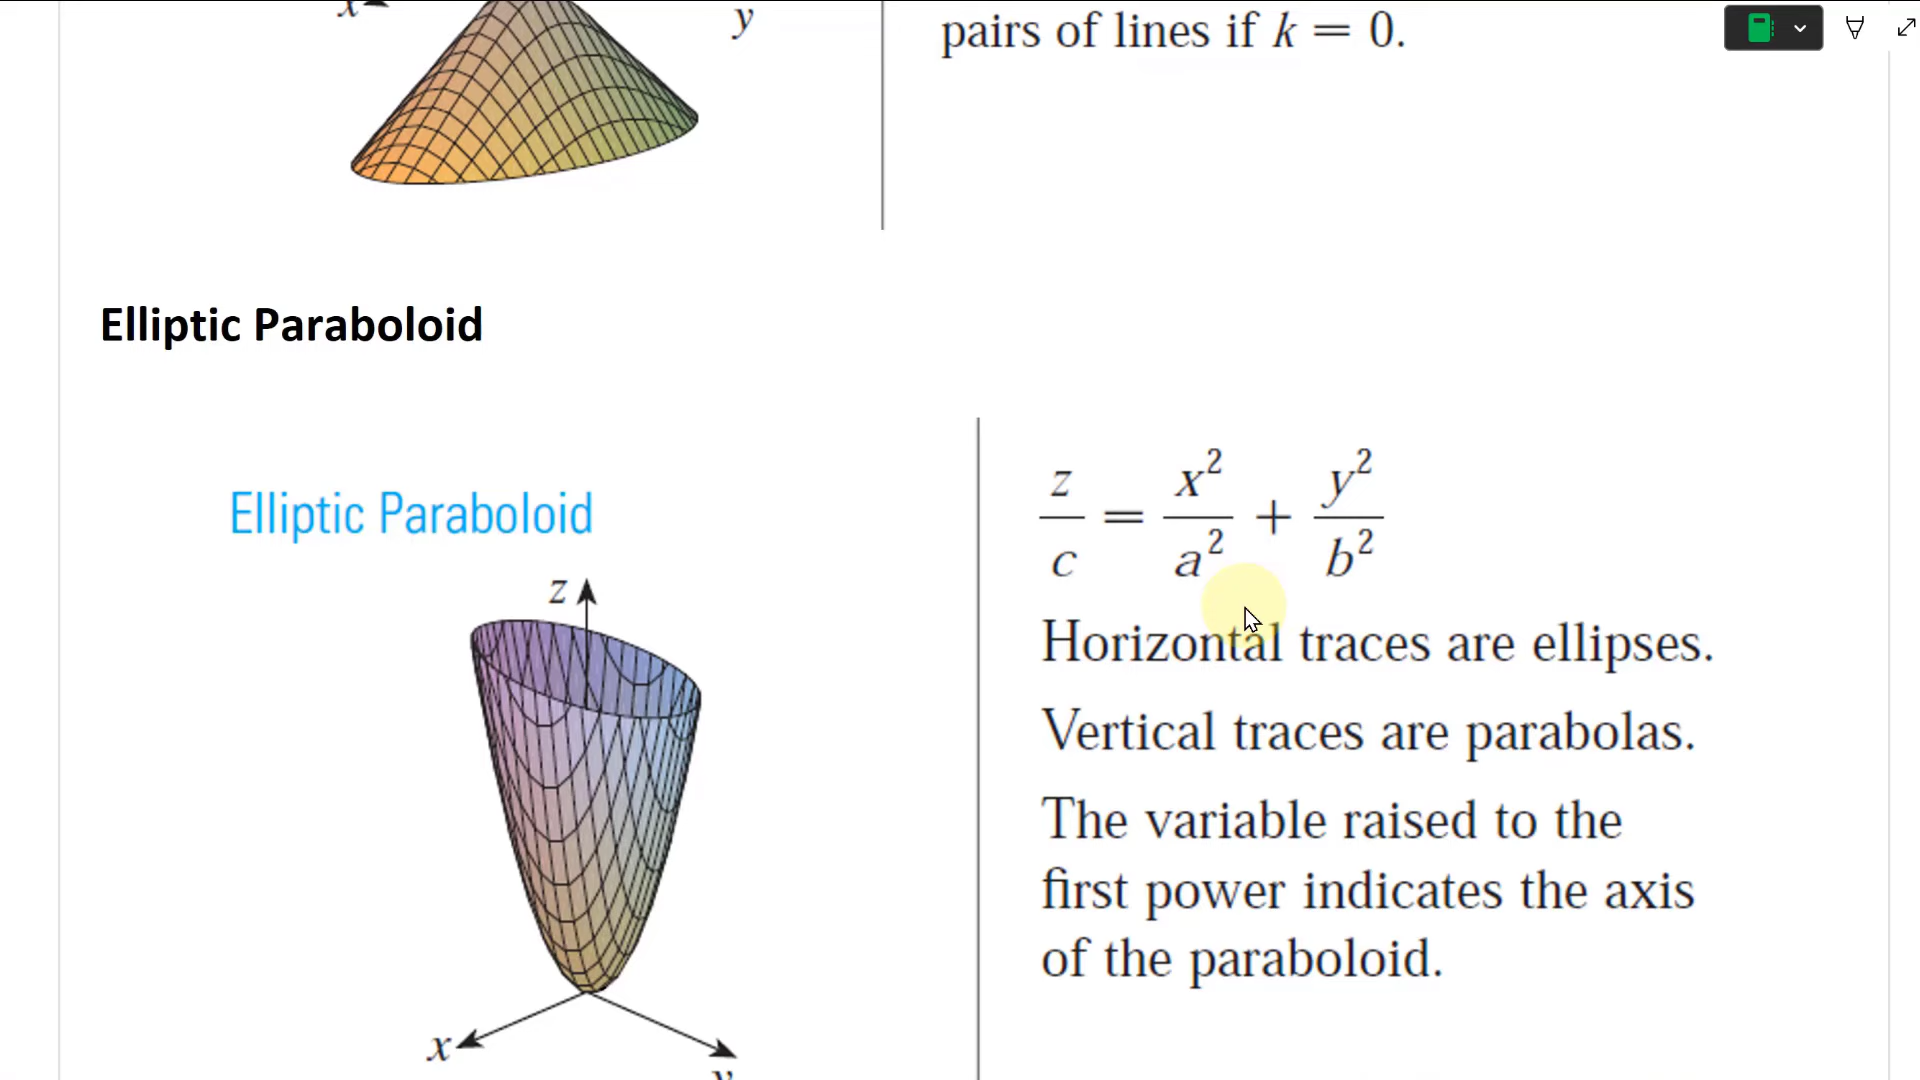 x
y
pairs of lines if k = 0.
Elliptic Paraboloid
Elliptic Paraboloid
z
x
y
z/c = x²/a² + y²/b²
Horizontal traces are ellipses.
Vertical traces are parabolas.
The variable raised to the
first power indicates the axis
of the paraboloid.